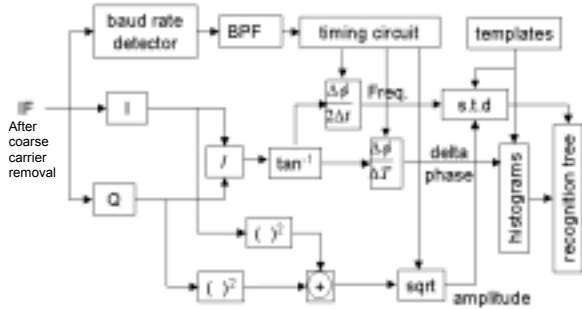 baud rate
detector
BPF
timing circuit
templates
Δφ
2Δt
Freq.
s.t.d
IF
After
coarse
carrier
removal
I
/
tan⁻¹
Δφ
ΔT
delta
phase
histograms
recognition tree
Q
( )²
( )²
+
sqrt
amplitude